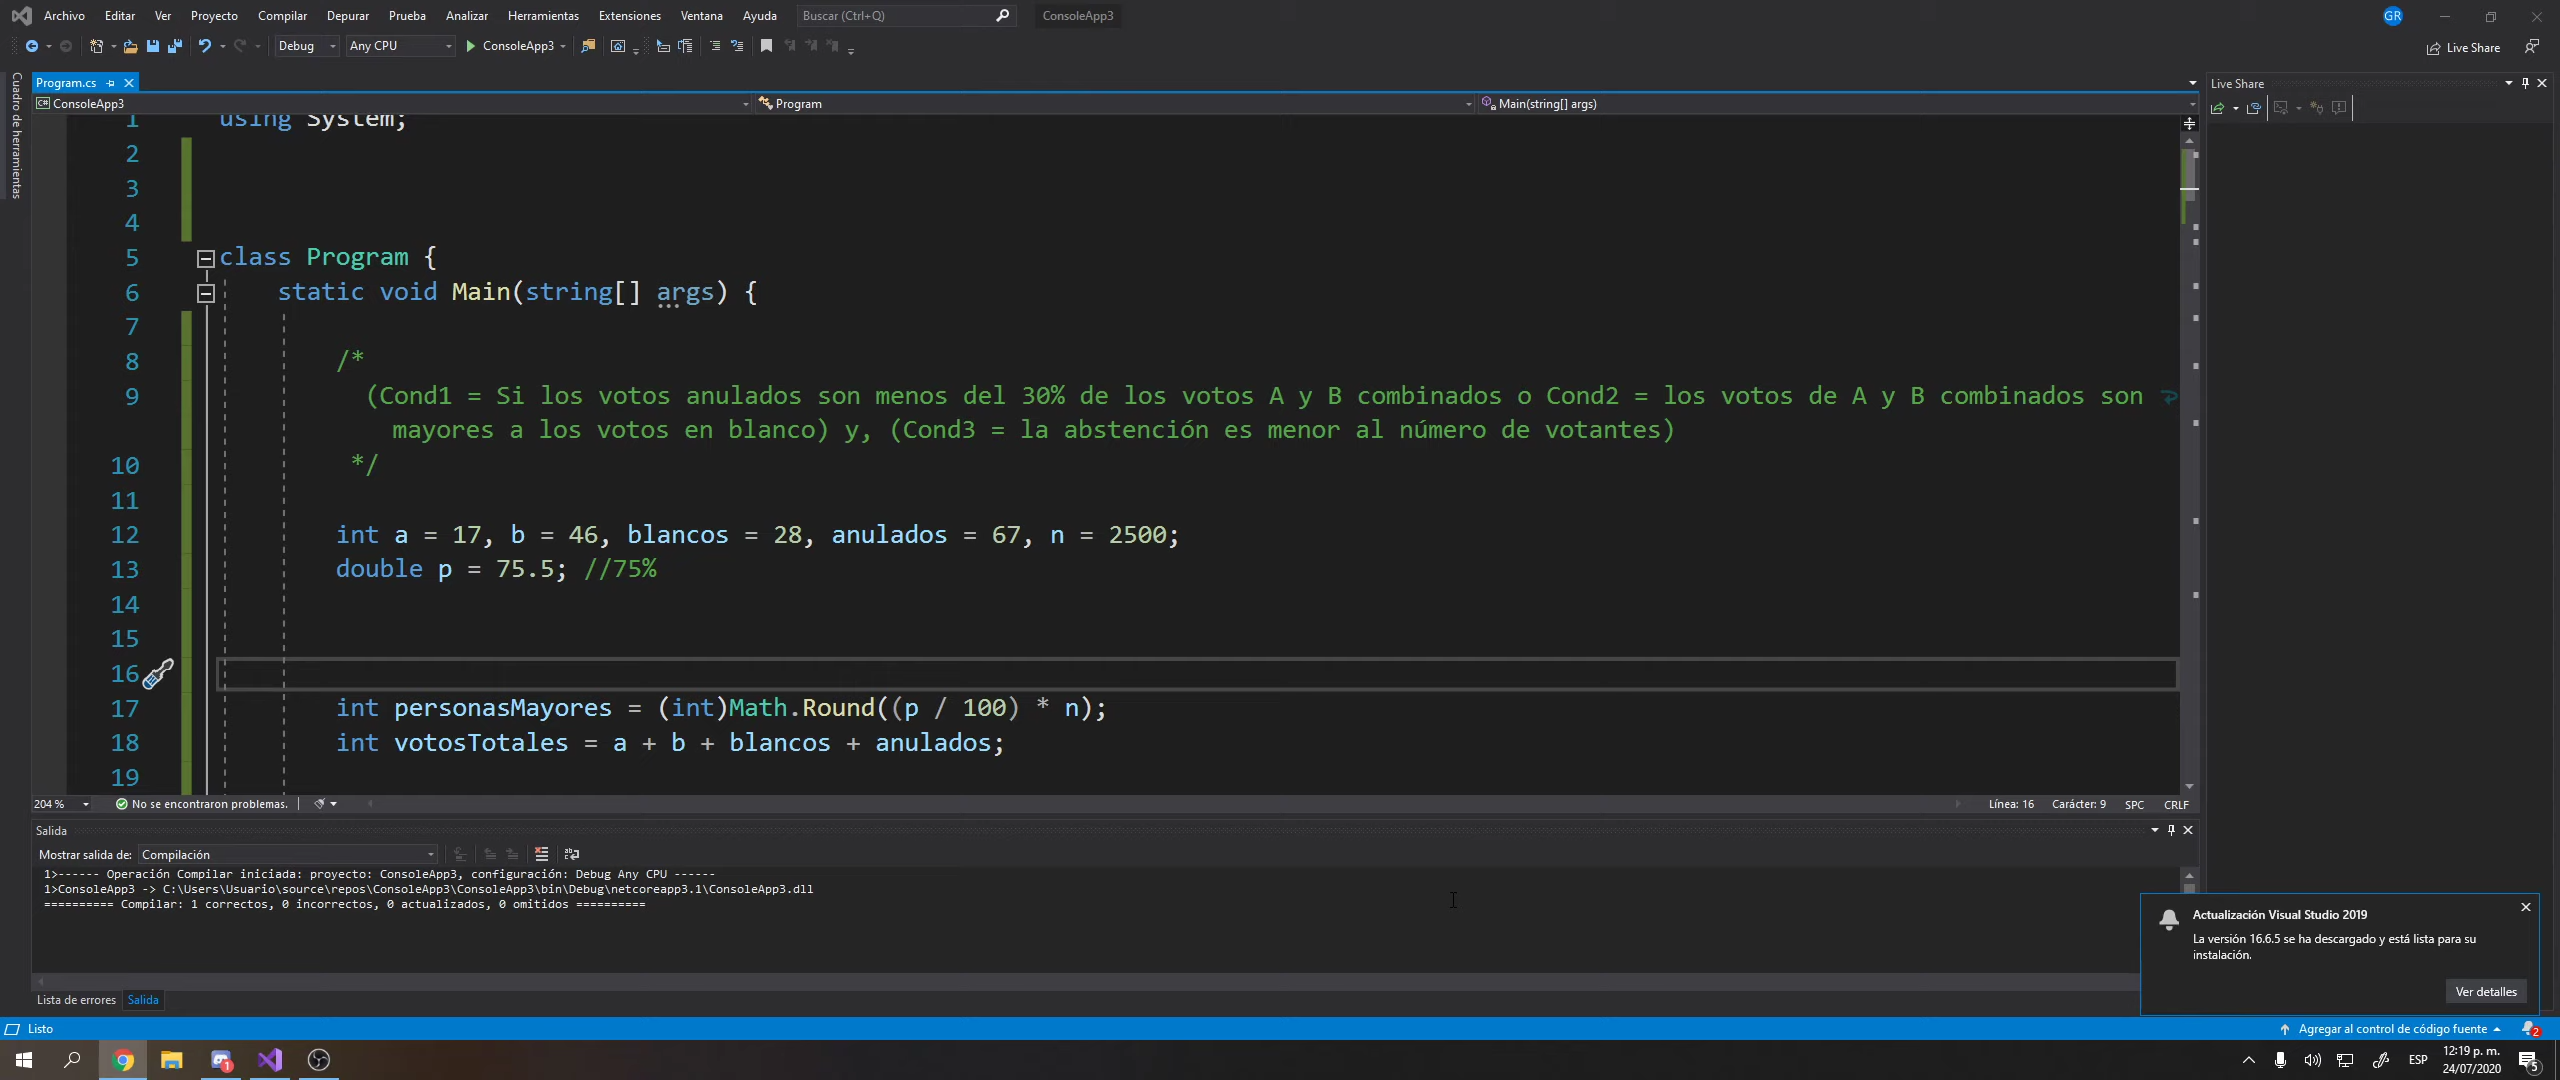 Archivo Editar Ver Proyecto Compilar Depurar Prueba Analizar Herramientas Extensiones Ventana Ayuda Buscar (Ctrl+Q) ConsoleApp3 GR
Debug Any CPU ConsoleApp3 Live Share
Cuadro de herramientas
Program.cs
Live Share
C# ConsoleApp3 Program Main(string[] args)
1 using System;
2
3
4
5 class Program {
6 static void Main(string[] args) {
7
8 /*
9 (Cond1 = Si los votos anulados son menos del 30% de los votos A y B combinados o Cond2 = los votos de A y B combinados son
mayores a los votos en blanco) y, (Cond3 = la abstención es menor al número de votantes)
10 */
11
12 int a = 17, b = 46, blancos = 28, anulados = 67, n = 2500;
13 double p = 75.5; //75%
14
15
16
17 int personasMayores = (int)Math.Round((p / 100) * n);
18 int votosTotales = a + b + blancos + anulados;
19
204 % No se encontraron problemas. Línea: 16 Carácter: 9 SPC CRLF
Salida
Mostrar salida de: Compilación
1>------ Operación Compilar iniciada: proyecto: ConsoleApp3, configuración: Debug Any CPU ------
1>ConsoleApp3 -> C:\Users\Usuario\source\repos\ConsoleApp3\ConsoleApp3\bin\Debug\netcoreapp3.1\ConsoleApp3.dll
========== Compilar: 1 correctos, 0 incorrectos, 0 actualizados, 0 omitidos ==========
Actualización Visual Studio 2019
La versión 16.6.5 se ha descargado y está lista para su
instalación.
Ver detalles
Lista de errores Salida
Listo Agregar al control de código fuente 2
1 ESP 12:19 p. m. 5
24/07/2020